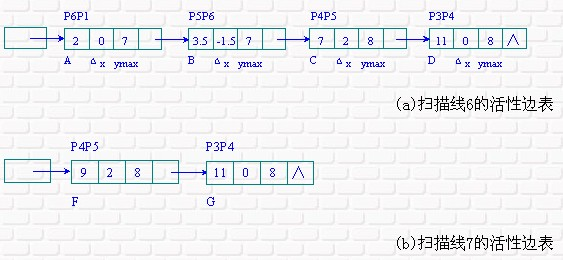 P6P1 P5P6 P4P5 P3P4
2 0 7 3.5 -1.5 7 7 2 8 11 0 8 ∧
A △x ymax B △x ymax C △x ymax D △x ymax
(a)扫描线6的活性边表
P4P5 P3P4
9 2 8 11 0 8 ∧
F G
(b)扫描线7的活性边表